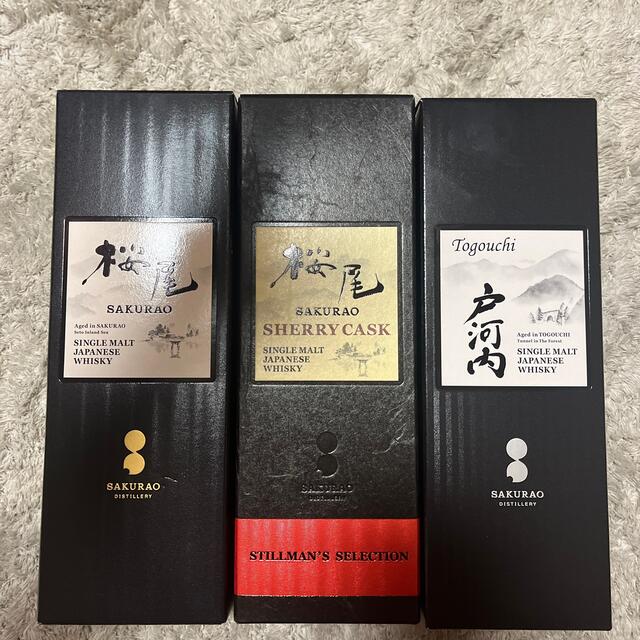 桜尾
SAKURAO
Aged in SAKURAO
Seto Inland Sea
SINGLE MALT
JAPANESE
WHISKY
SAKURAO
DISTILLERY
桜尾
SAKURAO
SHERRY CASK
SINGLE MALT
JAPANESE
WHISKY
SAKURAO
DISTILLERY
STILLMAN'S SELECTION
Togouchi
戸河内
Aged in TOGOUCHI
Tunnel in The Forest
SINGLE MALT
JAPANESE
WHISKY
SAKURAO
DISTILLERY